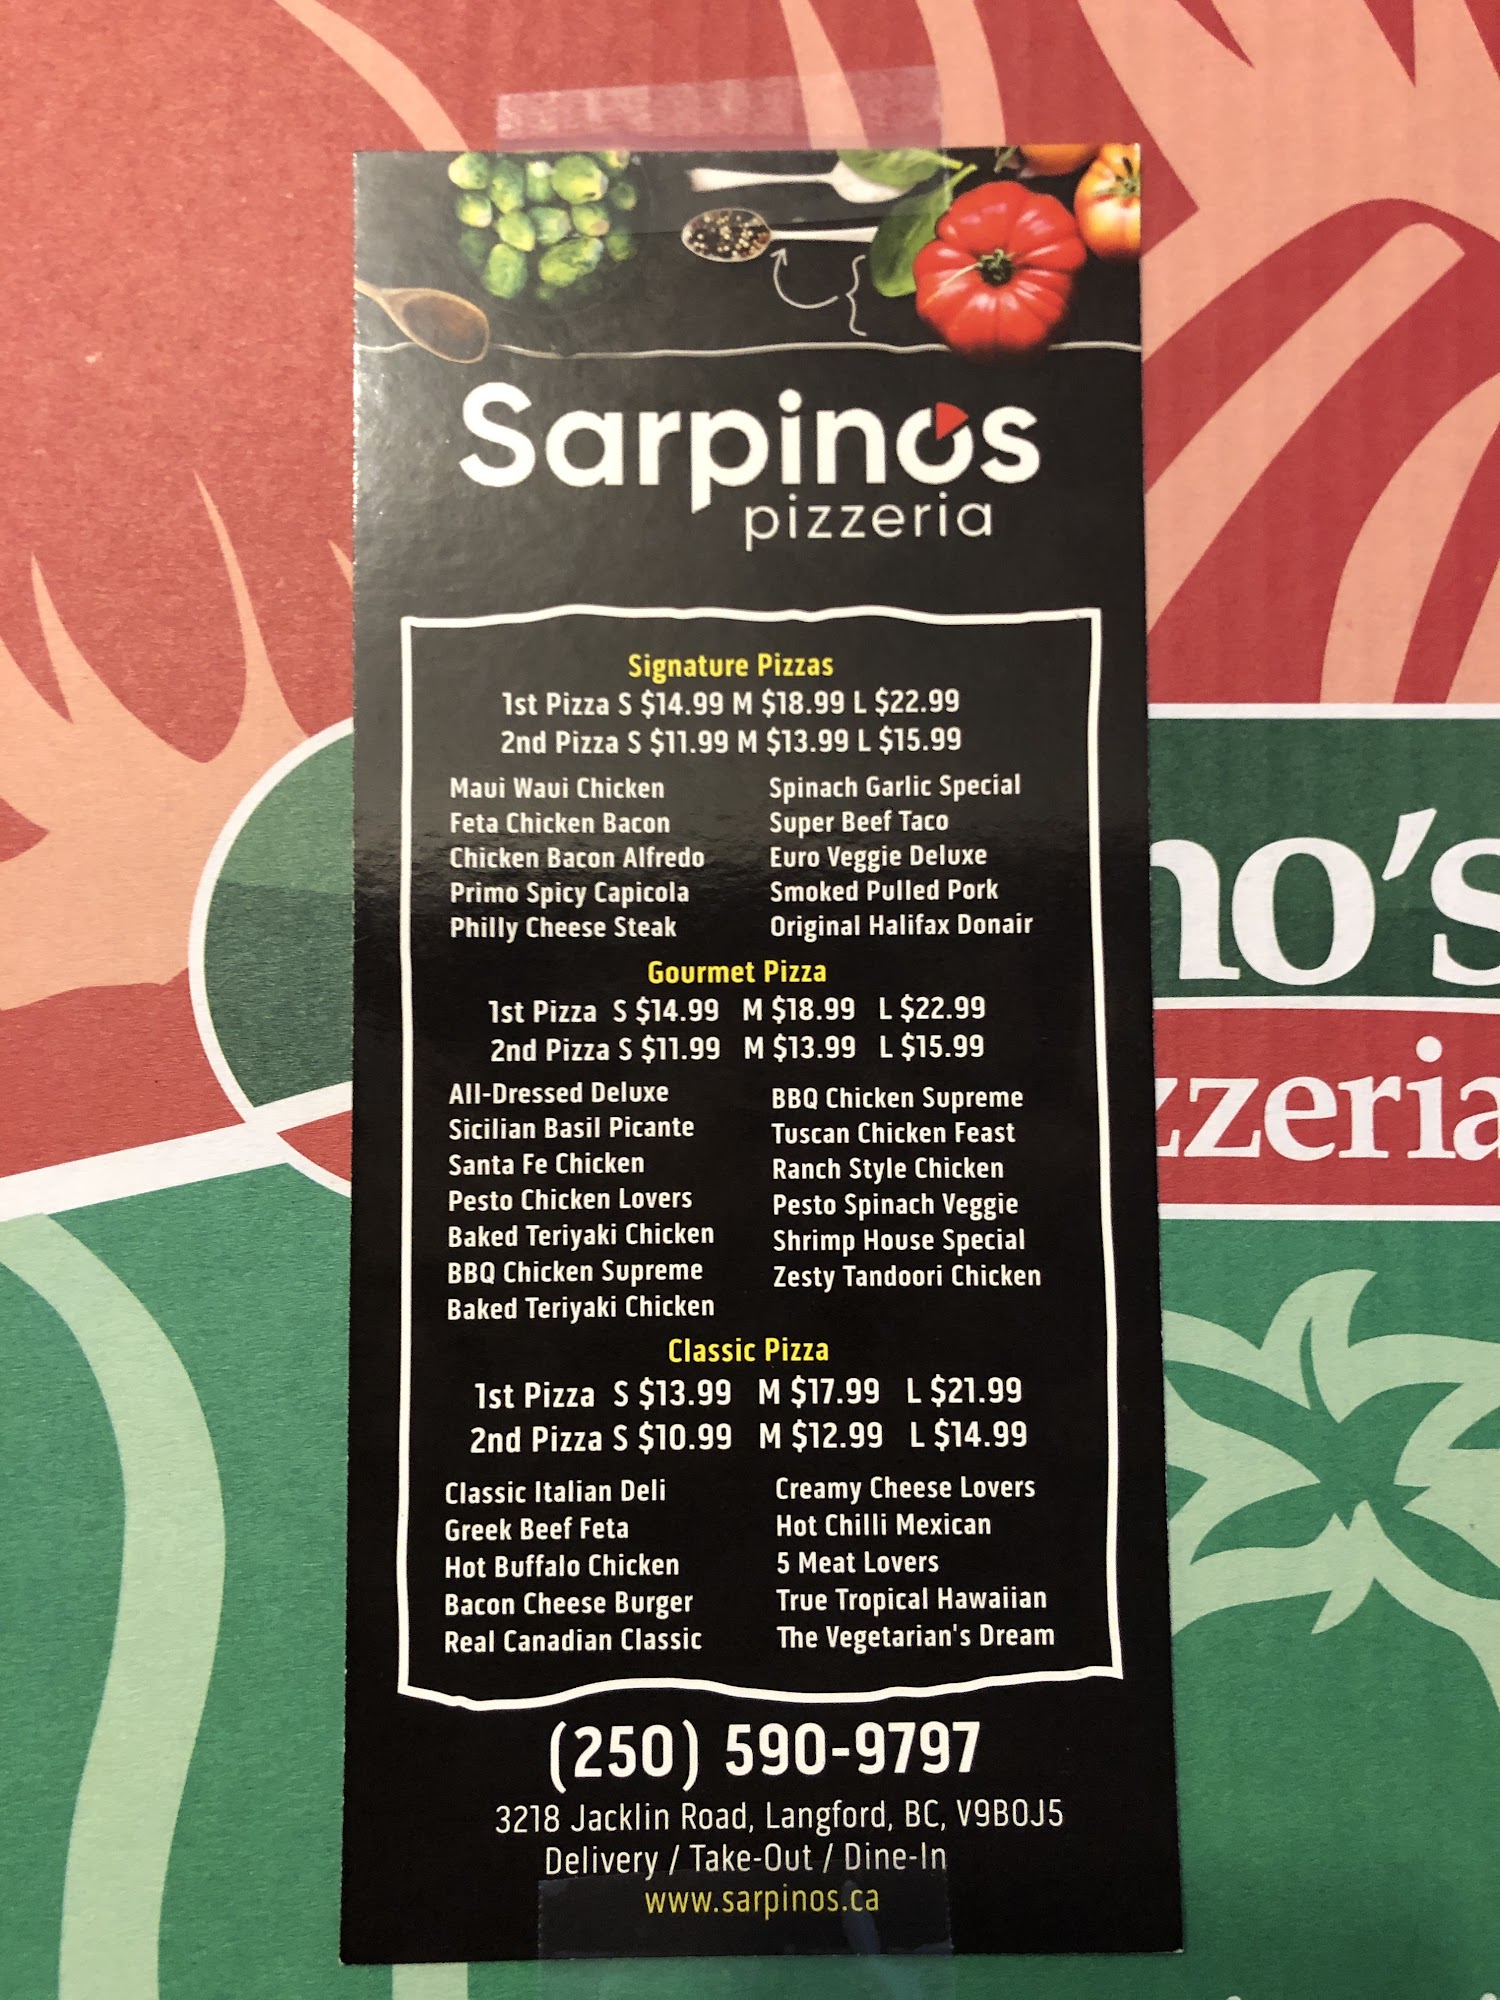 Sarpinos
pizzeria
Signature Pizzas
1st Pizza S $14.99 M $18.99 L $22.99
2nd Pizza S $11.99 M $13.99 L $15.99
Maui Waui Chicken
Feta Chicken Bacon
Chicken Bacon Alfredo
Primo Spicy Capicola
Philly Cheese Steak
Spinach Garlic Special
Super Beef Taco
Euro Veggie Deluxe
Smoked Pulled Pork
Original Halifax Donair
Gourmet Pizza
1st Pizza S $14.99 M $18.99 L $22.99
2nd Pizza S $11.99 M $13.99 L $15.99
All-Dressed Deluxe
Sicilian Basil Picante
Santa Fe Chicken
Pesto Chicken Lovers
Baked Teriyaki Chicken
BBQ Chicken Supreme
Baked Teriyaki Chicken
BBQ Chicken Supreme
Tuscan Chicken Feast
Ranch Style Chicken
Pesto Spinach Veggie
Shrimp House Special
Zesty Tandoori Chicken
Classic Pizza
1st Pizza S $13.99 M $17.99 L $21.99
2nd Pizza S $10.99 M $12.99 L $14.99
Classic Italian Deli
Greek Beef Feta
Hot Buffalo Chicken
Bacon Cheese Burger
Real Canadian Classic
Creamy Cheese Lovers
Hot Chilli Mexican
5 Meat Lovers
True Tropical Hawaiian
The Vegetarian's Dream
(250) 590-9797
3218 Jacklin Road, Langford, BC, V9B0J5
Delivery / Take-Out / Dine-In
www.sarpinos.ca
no's
zzeria